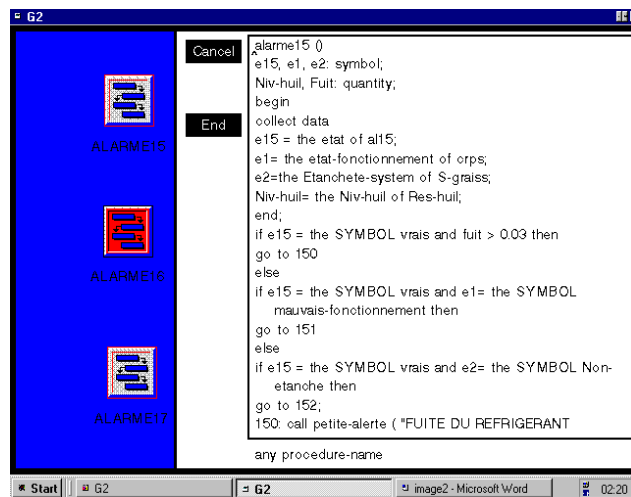 G2
Cancel
End
ALARME15
ALARME16
ALARME17
alarme15 ()
e15, e1, e2: symbol;
Niv-huil, Fuit: quantity;
begin
collect data
e15 = the etat of al15;
e1= the etat-fonctionnement of crps;
e2=the Etanchete-system of S-graiss;
Niv-huil= the Niv-huil of Res-huil;
end;
if e15 = the SYMBOL vrais and fuit > 0.03 then
go to 150
else
if e15 = the SYMBOL vrais and e1= the SYMBOL
mauvais-fonctionnement then
go to 151
else
if e15 = the SYMBOL vrais and e2= the SYMBOL Non-
etanche then
go to 152;
150: call petite-alerte ( "FUITE DU REFRIGERANT
any procedure-name
Start
G2
G2
image2 - Microsoft Word
02:20